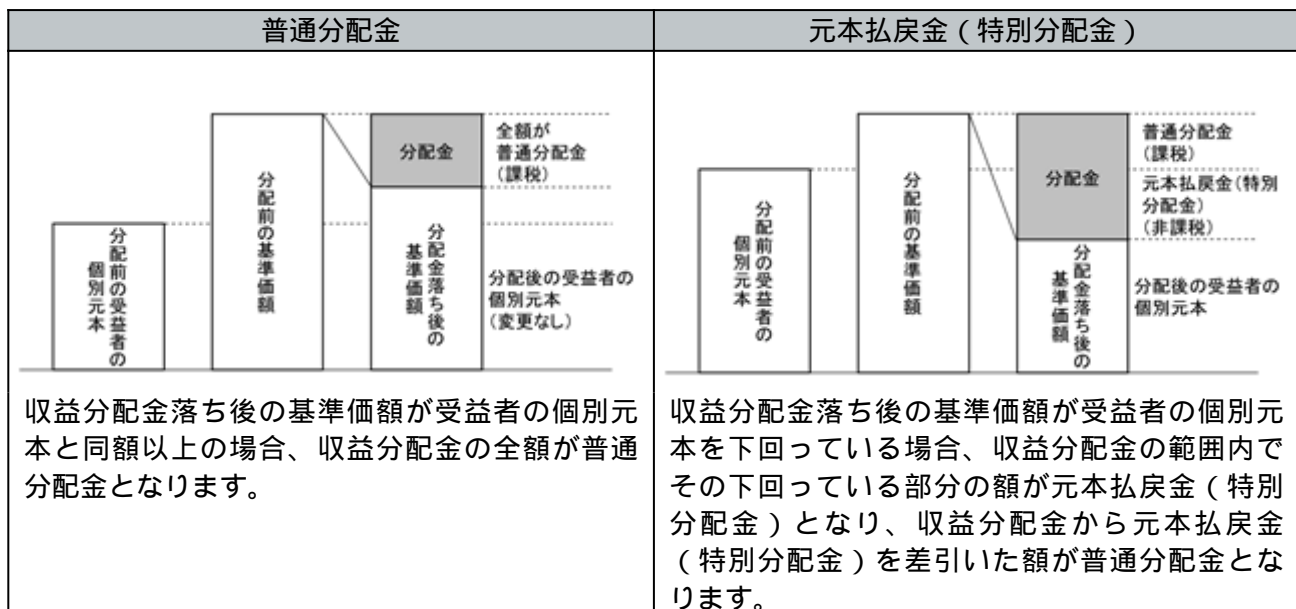 普通分配金
元本払戻金（特別分配金）
分配前の受益者の
個別元本
分配前の基準価額
分配金
分配金落ち後の
基準価額
全額が
普通分配金
(課税)
分配後の受益者の
個別元本
(変更なし)
分配前の受益者の
個別元本
分配前の基準価額
分配金
分配金落ち後の
基準価額
普通分配金
(課税)
元本払戻金(特別
分配金)
(非課税)
分配後の受益者の
個別元本
収益分配金落ち後の基準価額が受益者の個別元
本と同額以上の場合、収益分配金の全額が普通
分配金となります。
収益分配金落ち後の基準価額が受益者の個別元
本を下回っている場合、収益分配金の範囲内で
その下回っている部分の額が元本払戻金（特別
分配金）となり、収益分配金から元本払戻金
（特別分配金）を差引いた額が普通分配金とな
ります。